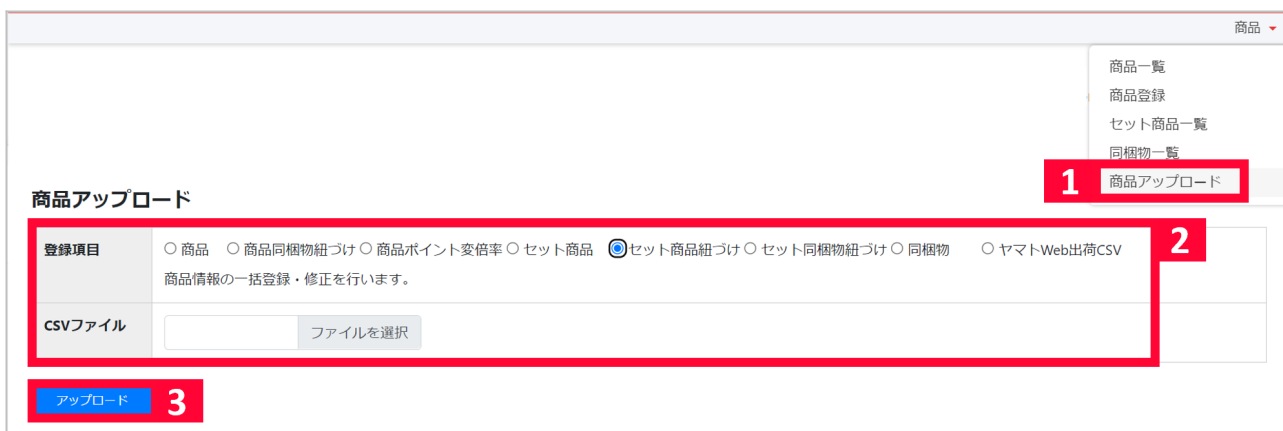 商品
商品一覧
商品登録
セット商品一覧
同梱物一覧
1 商品アップロード
商品アップロード
登録項目 商品 商品同梱物紐づけ 商品ポイント変倍率 セット商品 セット商品紐づけ セット同梱物紐づけ 同梱物 ヤマトWeb出荷CSV 2
商品情報の一括登録・修正を行います。
CSVファイル ファイルを選択
アップロード 3